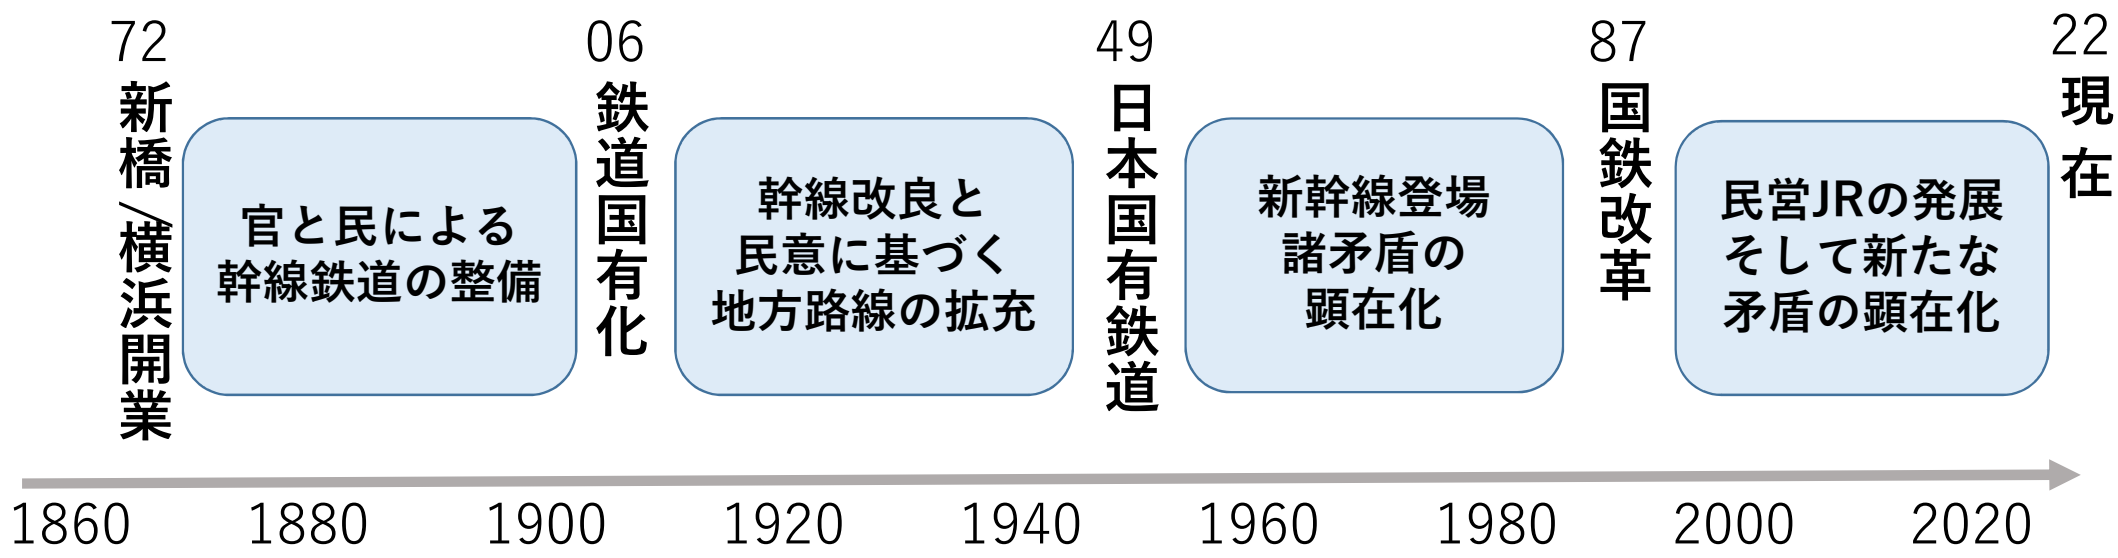 72
新橋/横浜開業
官と民による
幹線鉄道の整備
06
鉄道国有化
幹線改良と
民意に基づく
地方路線の拡充
49
日本国有鉄道
新幹線登場
諸矛盾の
顕在化
87
国鉄改革
民営JRの発展
そして新たな
矛盾の顕在化
22
現在
1860
1880
1900
1920
1940
1960
1980
2000
2020